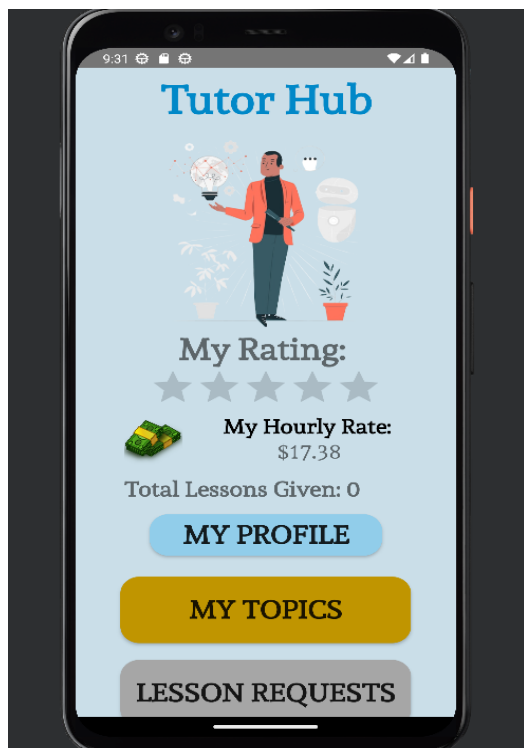 9:31
Tutor Hub
My Rating:
My Hourly Rate:
$17.38
Total Lessons Given: 0
MY PROFILE
MY TOPICS
LESSON REQUESTS